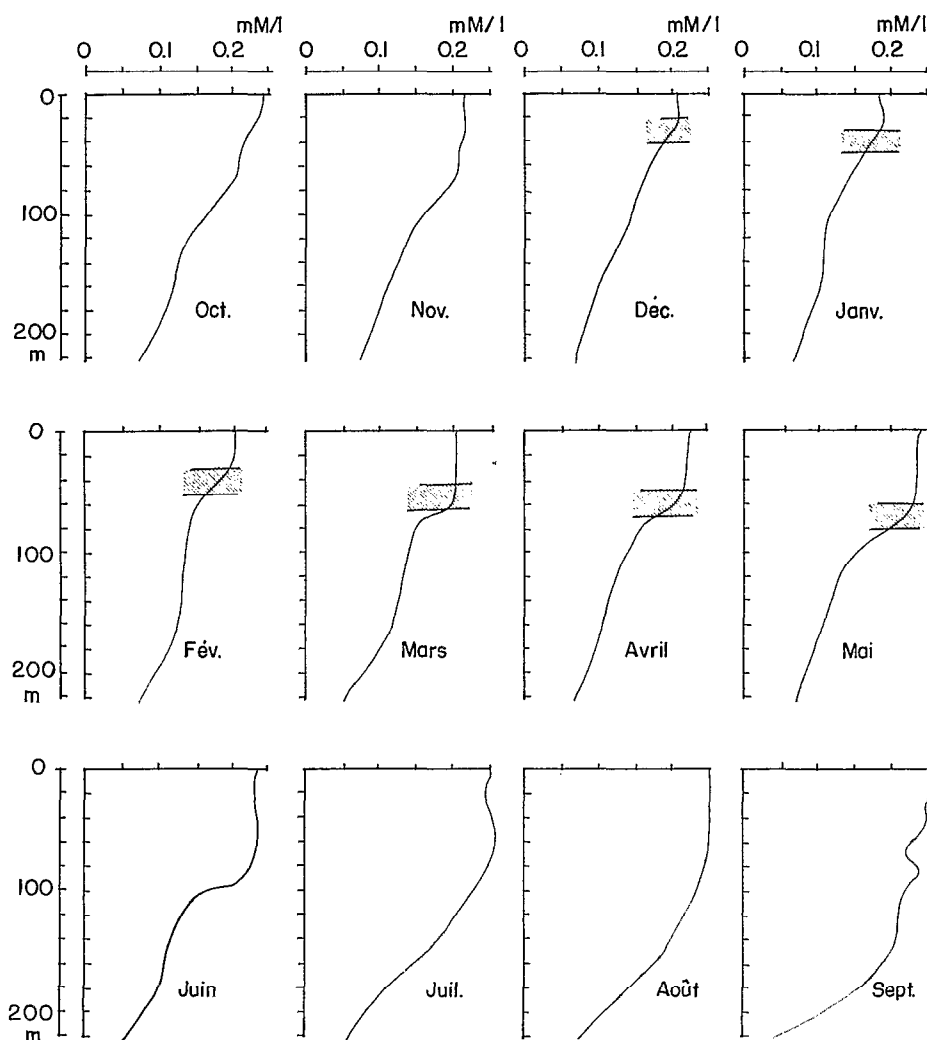 mM/l mM/l mM/l mM/l
0 0.1 0.2 0 0.1 0.2 0 0.1 0.2 0 0.1 0.2
0
100
200
m
Oct. Nov. Déc. Janv.
0
100
200
m
Fév. Mars Avril Mai
0
100
200
m
Juin Juil. Août Sept.